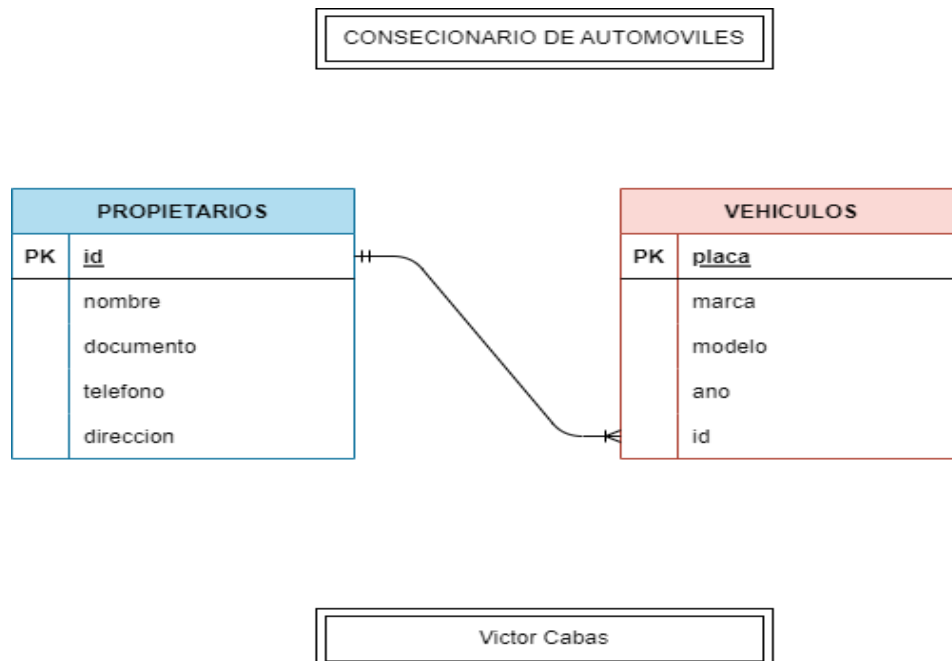 CONSECIONARIO DE AUTOMOVILES
PROPIETARIOS
PK id
nombre
documento
telefono
direccion
VEHICULOS
PK placa
marca
modelo
ano
id
Victor Cabas